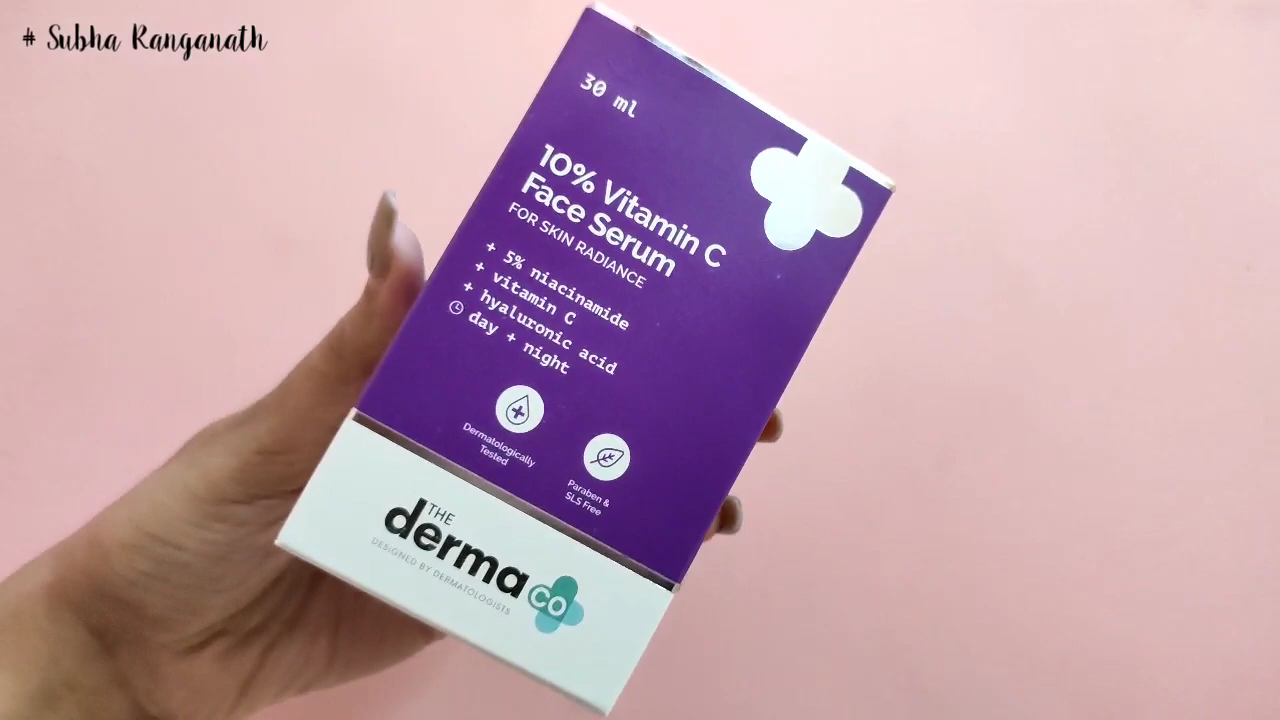 # Subha Ranganath
30 ml
10% Vitamin C
Face Serum
FOR SKIN RADIANCE
+ 5% niacinamide
+ vitamin C
+ hyaluronic acid
day + night
Dermatologically
Tested
Paraben &
SLS Free
THE
derma co
DESIGNED BY DERMATOLOGISTS